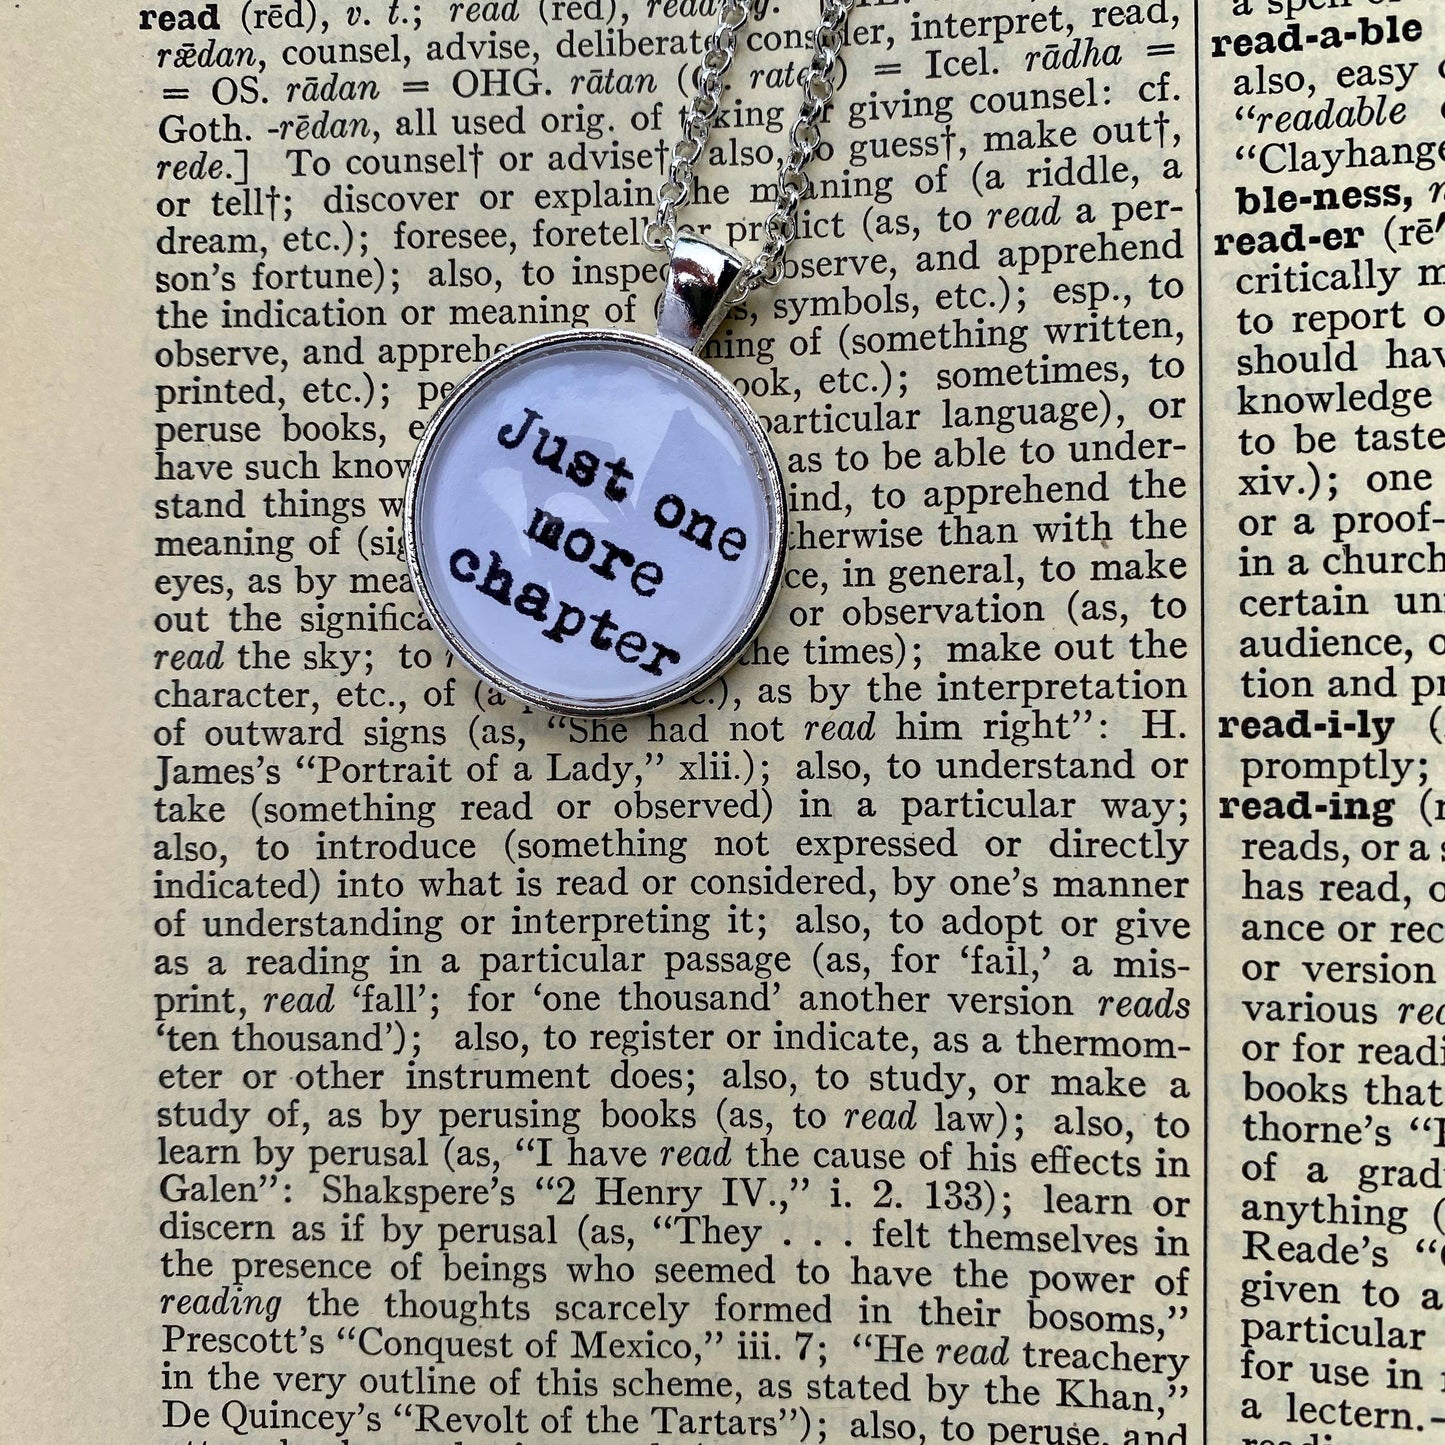 read (rēd), v. t.; read (red), reading.
rǣdan, counsel, advise, deliberate, consider, interpret, read,
= OS. rādan = OHG. rātan (G. raten) = Icel. rādha =
Goth. -rēdan, all used orig. of taking or giving counsel: cf.
rede.] To counsel† or advise†; also, to guess†, make out†,
or tell†; discover or explain the meaning of (a riddle, a
dream, etc.); foresee, foretell, or predict (as, to read a per-
son's fortune); also, to inspect, observe, and apprehend
the indication or meaning of (signs, symbols, etc.); esp., to
observe, and apprehend meaning of (something written,
printed, etc.); book, etc.); sometimes, to
peruse books, particular language), or
have such know as to be able to under-
stand things ind, to apprehend the
meaning of therwise than with the
eyes, as by ce, in general, to make
out the significa or observation (as, to
read the sky; to the times); make out the
character, etc., of (a ), as by the interpretation
of outward signs (as, “She had not read him right”: H.
James's “Portrait of a Lady,” xlii.); also, to understand or
take (something read or observed) in a particular way;
also, to introduce (something not expressed or directly
indicated) into what is read or considered, by one's manner
of understanding or interpreting it; also, to adopt or give
as a reading in a particular passage (as, for ‘fail,’ a mis-
print, read ‘fall’; for ‘one thousand’ another version reads
‘ten thousand’); also, to register or indicate, as a thermom-
eter or other instrument does; also, to study, or make a
study of, as by perusing books (as, to read law); also, to
learn by perusal (as, “I have read the cause of his effects in
Galen”: Shakspere's “2 Henry IV.,” i. 2. 133); learn or
discern as if by perusal (as, “They . . . felt themselves in
the presence of beings who seemed to have the power of
reading the thoughts scarcely formed in their bosoms,”
Prescott's “Conquest of Mexico,” iii. 7; “He read treachery
in the very outline of this scheme, as stated by the Khan,”
De Quincey's “Revolt of the Tartars”); also, to peruse, and
Just one
more
chapter
a spell
read-a-ble
also, easy
“readable
“Clayhange
ble-ness,
read-er (rē′
critically
to report
should hav
knowledge
to be taste
xiv.); one
or a proof-
in a church
certain
audience,
tion and
read-i-ly
promptly;
read-ing
reads, or a
has read,
ance or rec
or version
various
or for readi
books that
thorne's
of a grad
anything
Reade's
given to a
particular
for use in
a lectern.